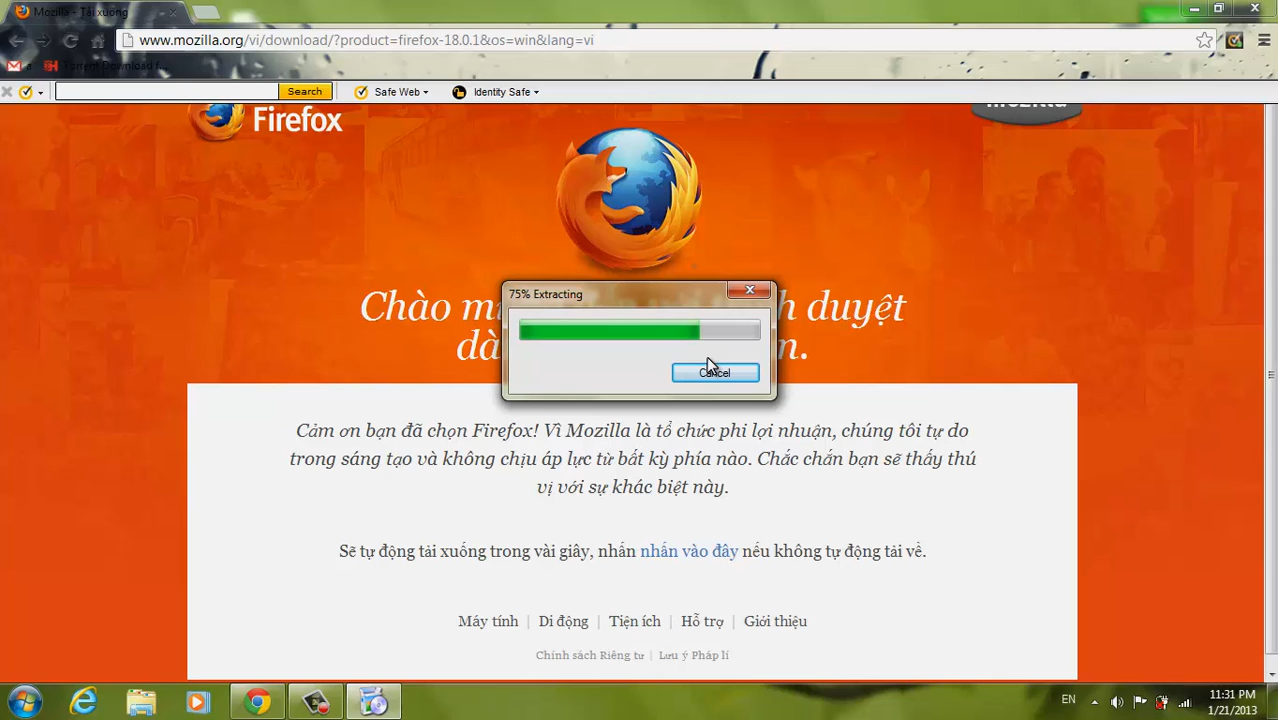 Mozilla - Tải xuống
www.mozilla.org/vi/download/?product=firefox-18.0.1&os=win&lang=vi
Torrent Download f...
Search
Safe Web
Identity Safe
Firefox
mozilla
75% Extracting
Chào duyệt
Cancel
Cảm ơn bạn đã chọn Firefox! Vì Mozilla là tổ chức phi lợi nhuận, chúng tôi tự do
trong sáng tạo và không chịu áp lực từ bất kỳ phía nào. Chắc chắn bạn sẽ thấy thú
vị với sự khác biệt này.
Sẽ tự động tải xuống trong vài giây, nhấn nhấn vào đây nếu không tự động tải về.
Máy tính | Di động | Tiện ích | Hỗ trợ | Giới thiệu
Chính sách Riêng tư | Lưu ý Pháp lí
EN
11:31 PM
1/21/2013